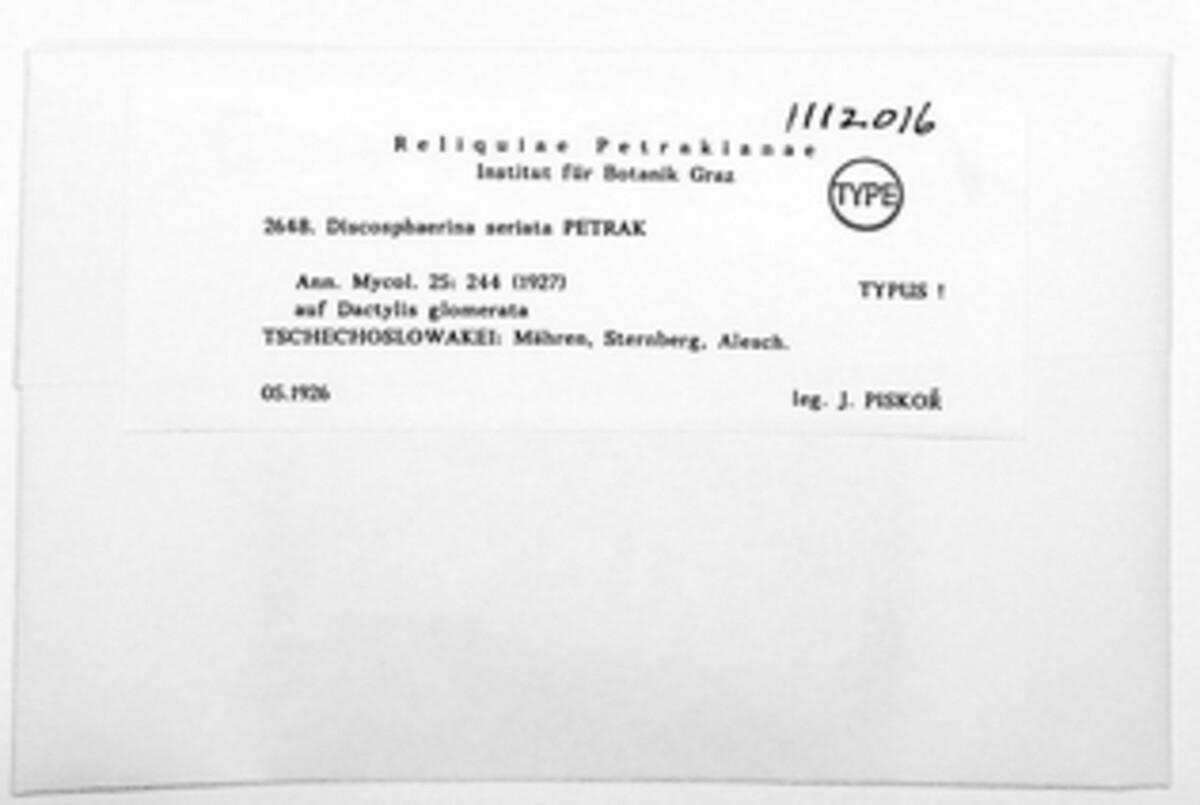 1112016
Reliquiae Petrakianae
Institut für Botanik Graz
TYPE
2648. Discosphaerina seriata PETRAK
Ann. Mycol. 25: 244 (1927)
TYPUS !
auf Dactylis glomerata
TSCHECHOSLOWAKEI: Mähren, Sternberg, Alesch.
05.1926
leg. J. PISKOŘ